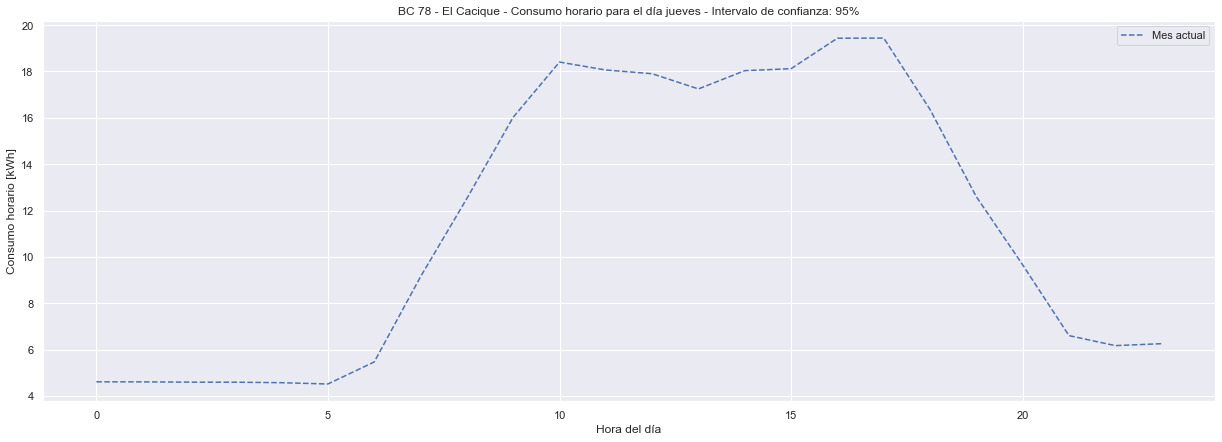 BC 78 - El Cacique - Consumo horario para el día jueves - Intervalo de confianza: 95%
Mes actual
Consumo horario [kWh]
20
18
16
14
12
10
8
6
4
0 5 10 15 20
Hora del día